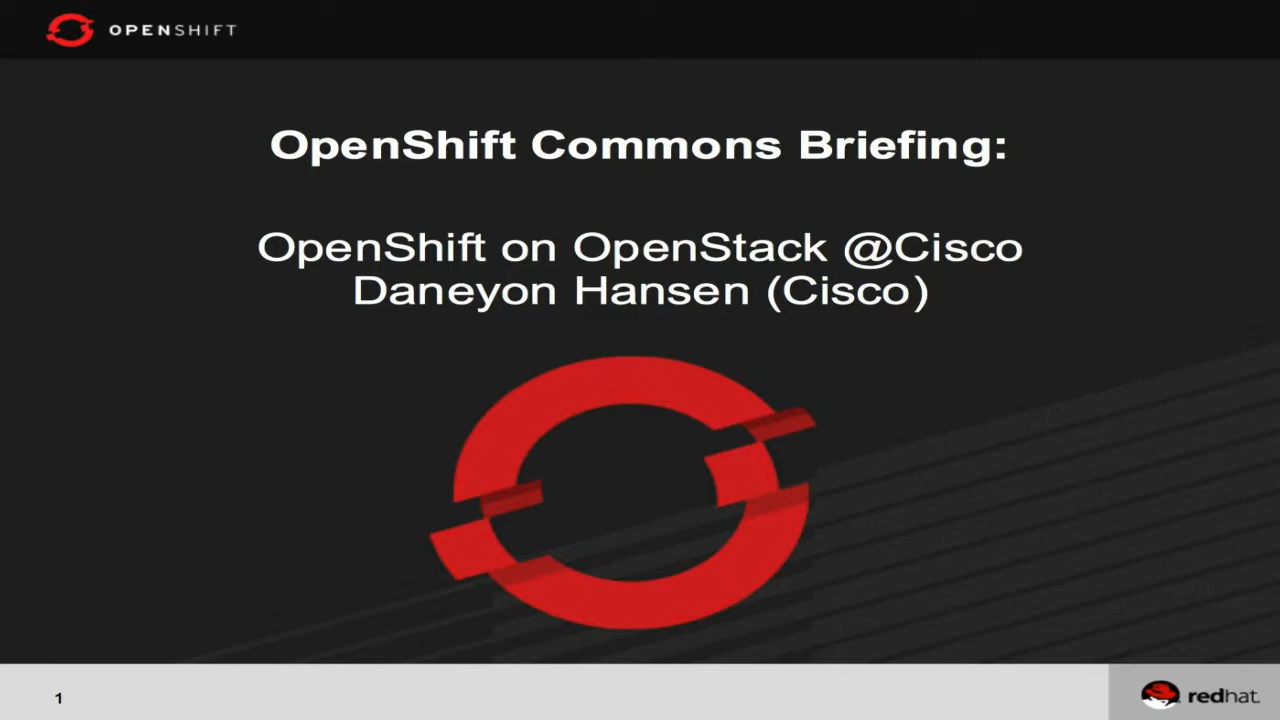 OPENSHIFT
OpenShift Commons Briefing:
OpenShift on OpenStack @Cisco
Daneyon Hansen (Cisco)
1
redhat.